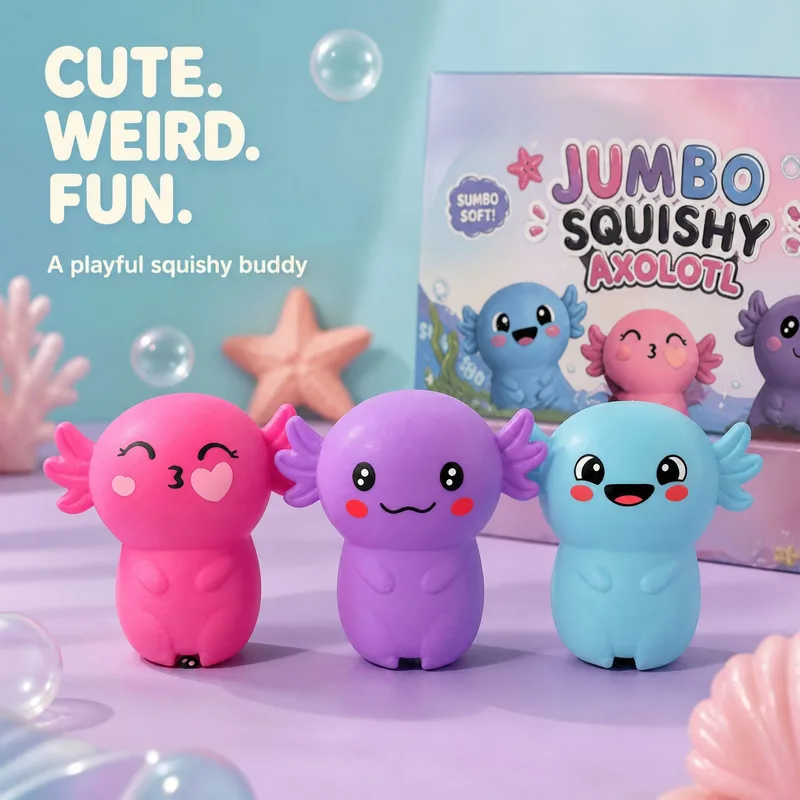 CUTE.
WEIRD.
FUN.
A playful squishy buddy
SUMBO
SOFT!
JUMBO
SQUISHY
AXOLOTL